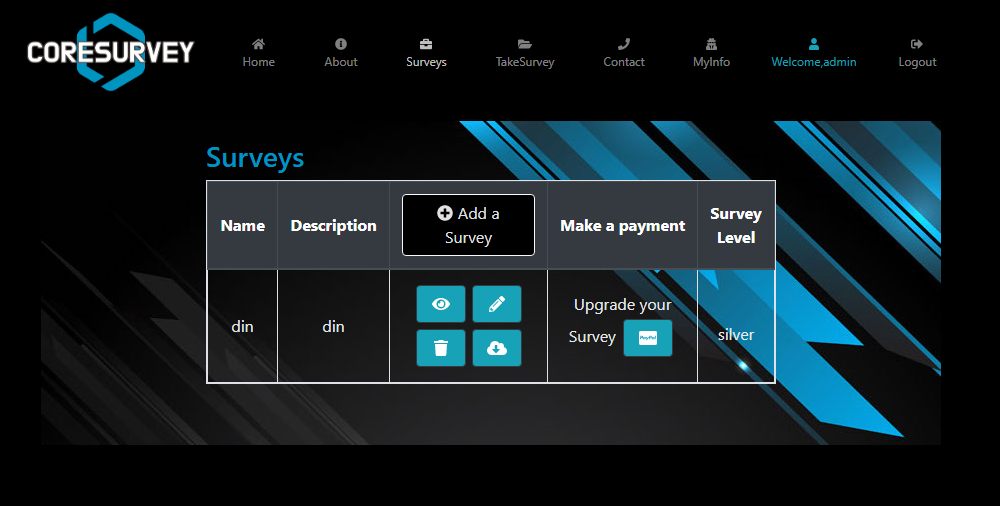 CORESURVEY
Home
About
Surveys
TakeSurvey
Contact
MyInfo
Welcome,admin
Logout
Surveys
Name
Description
Add a
Survey
Make a payment
Survey
Level
din
din
Upgrade your
Survey PayPal
silver